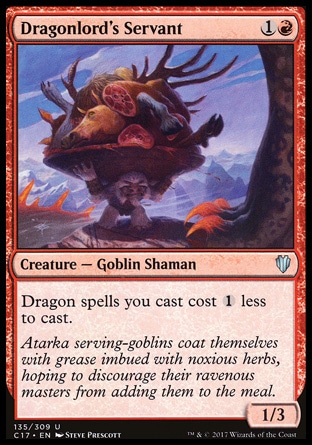 Dragonlord's Servant 1
Creature — Goblin Shaman
Dragon spells you cast cost 1 less
to cast.
Atarka serving-goblins coat themselves
with grease imbued with noxious herbs,
hoping to discourage their ravenous
masters from adding them to the meal.
1/3
135/309 U
C17 • EN STEVE PRESCOTT
™ & © 2017 Wizards of the Coast